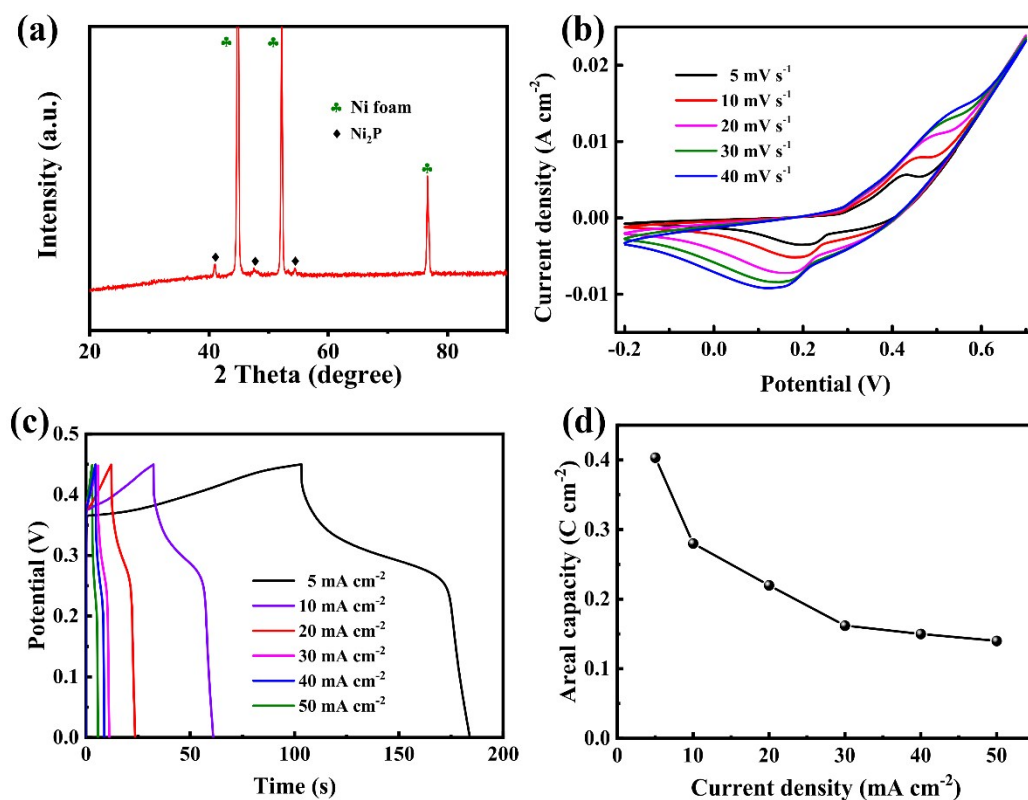 (a)
Intensity (a.u.)
♣
♣
♣ Ni foam
♦ Ni₂P
♣
♦
♦
♦
20 40 60 80
2 Theta (degree)
(b)
Current density (A cm⁻²)
0.02
0.01
0.00
-0.01
5 mV s⁻¹
10 mV s⁻¹
20 mV s⁻¹
30 mV s⁻¹
40 mV s⁻¹
-0.2 0.0 0.2 0.4 0.6
Potential (V)
(c)
Potential (V)
0.5
0.4
0.3
0.2
0.1
0.0
5 mA cm⁻²
10 mA cm⁻²
20 mA cm⁻²
30 mA cm⁻²
40 mA cm⁻²
50 mA cm⁻²
0 50 100 150 200
Time (s)
(d)
Areal capacity (C cm⁻²)
0.4
0.3
0.2
0.1
0.0
0 10 20 30 40 50
Current density (mA cm⁻²)